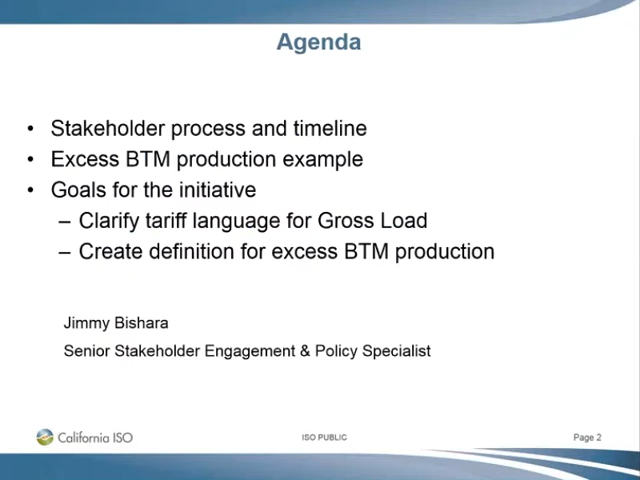 Agenda
• Stakeholder process and timeline
• Excess BTM production example
• Goals for the initiative
– Clarify tariff language for Gross Load
– Create definition for excess BTM production
Jimmy Bishara
Senior Stakeholder Engagement & Policy Specialist
California ISO
ISO PUBLIC
Page 2